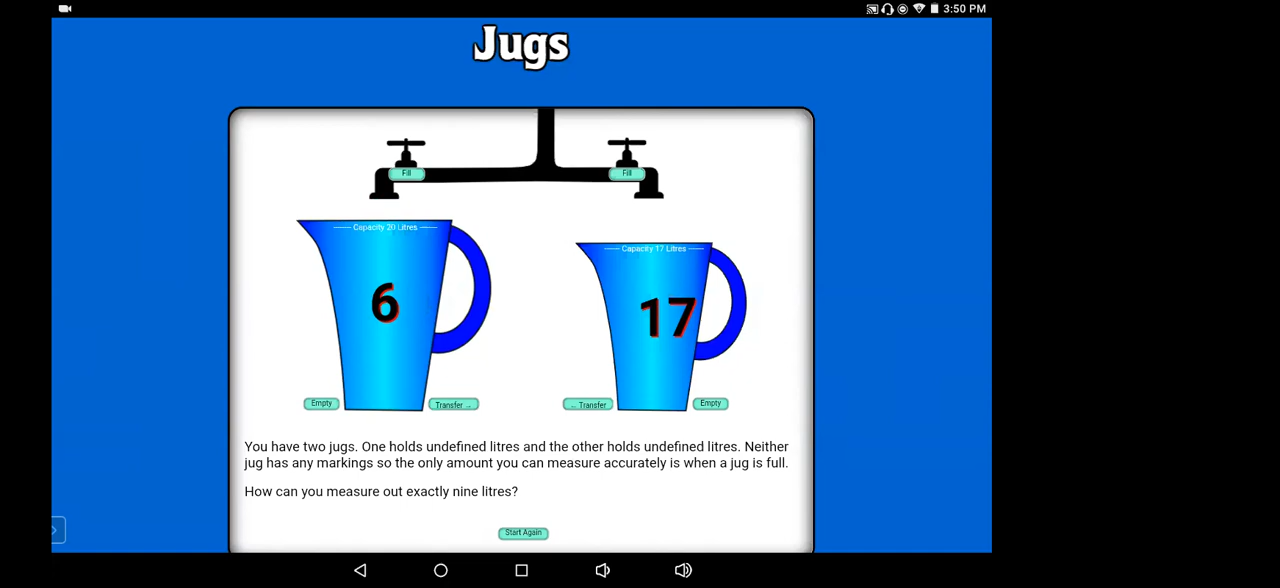 3:50 PM
Jugs
Fill Fill
Capacity 20 Litres
Capacity 17 Litres
6
17
Empty Transfer → ← Transfer Empty
You have two jugs. One holds undefined litres and the other holds undefined litres. Neither
jug has any markings so the only amount you can measure accurately is when a jug is full.
How can you measure out exactly nine litres?
Start Again